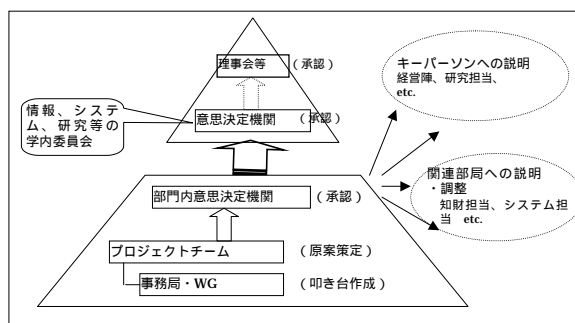 理事会等 (承認)
意思決定機関 (承認)
情報、システ
ム、研究等の
学内委員会
キーパーソンへの説明
経営陣、研究担当、
etc.
関連部局への説明
・調整
知財担当、システム担
当 etc.
部門内意思決定機関 (承認)
プロジェクトチーム (原案策定)
事務局・WG (叩き台作成)